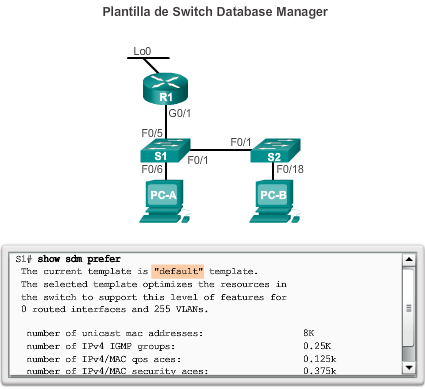 Plantilla de Switch Database Manager
Lo0
R1
G0/1
F0/5
S1
F0/1
F0/1
S2
F0/6
F0/18
PC-A
PC-B
S1# show sdm prefer
The current template is "default" template.
The selected template optimizes the resources in
the switch to support this level of features for
0 routed interfaces and 255 VLANs.
number of unicast mac addresses: 8K
number of IPv4 IGMP groups: 0.25K
number of IPv4/MAC qos aces: 0.125k
number of IPv4/MAC security aces: 0.375k